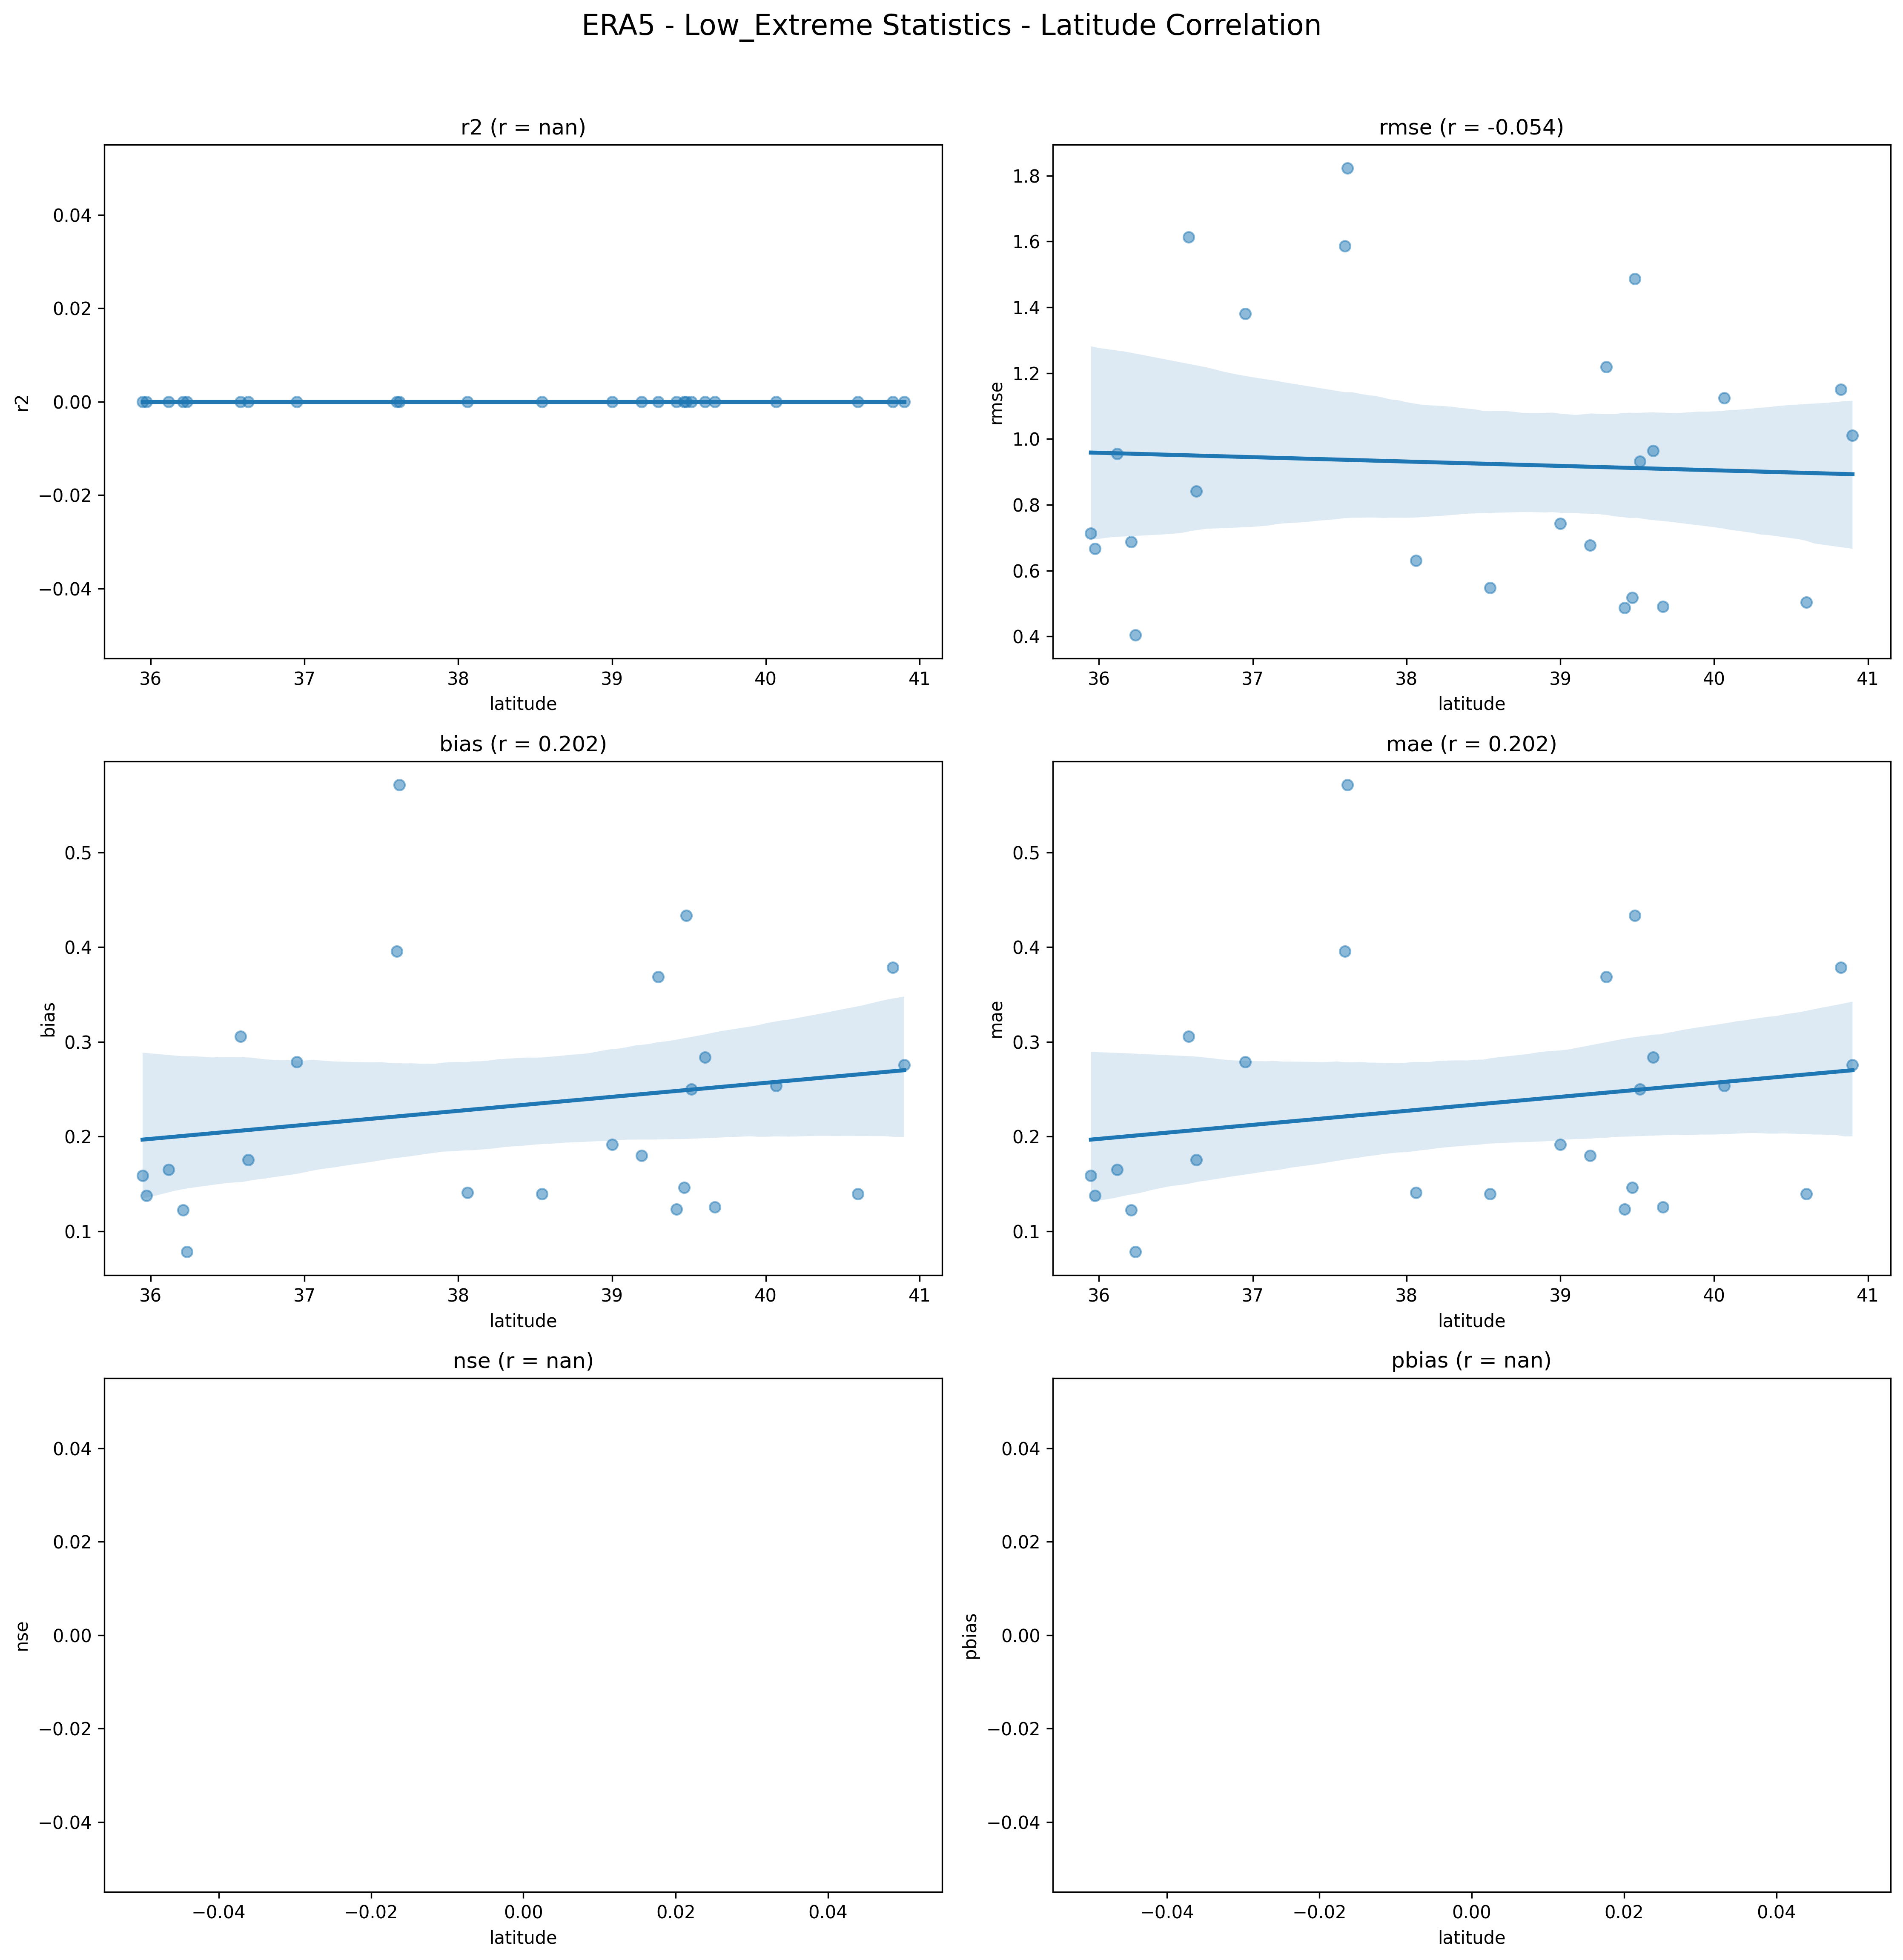 ERA5 - Low_Extreme Statistics - Latitude Correlation
r2 (r = nan)
0.04
0.02
0.00
−0.02
−0.04
r2
36 37 38 39 40 41
latitude
rmse (r = -0.054)
1.8
1.6
1.4
1.2
1.0
0.8
0.6
0.4
rmse
36 37 38 39 40 41
latitude
bias (r = 0.202)
0.5
0.4
0.3
0.2
0.1
bias
36 37 38 39 40 41
latitude
mae (r = 0.202)
0.5
0.4
0.3
0.2
0.1
mae
36 37 38 39 40 41
latitude
nse (r = nan)
0.04
0.02
0.00
−0.02
−0.04
nse
−0.04 −0.02 0.00 0.02 0.04
latitude
pbias (r = nan)
0.04
0.02
0.00
−0.02
−0.04
pbias
−0.04 −0.02 0.00 0.02 0.04
latitude